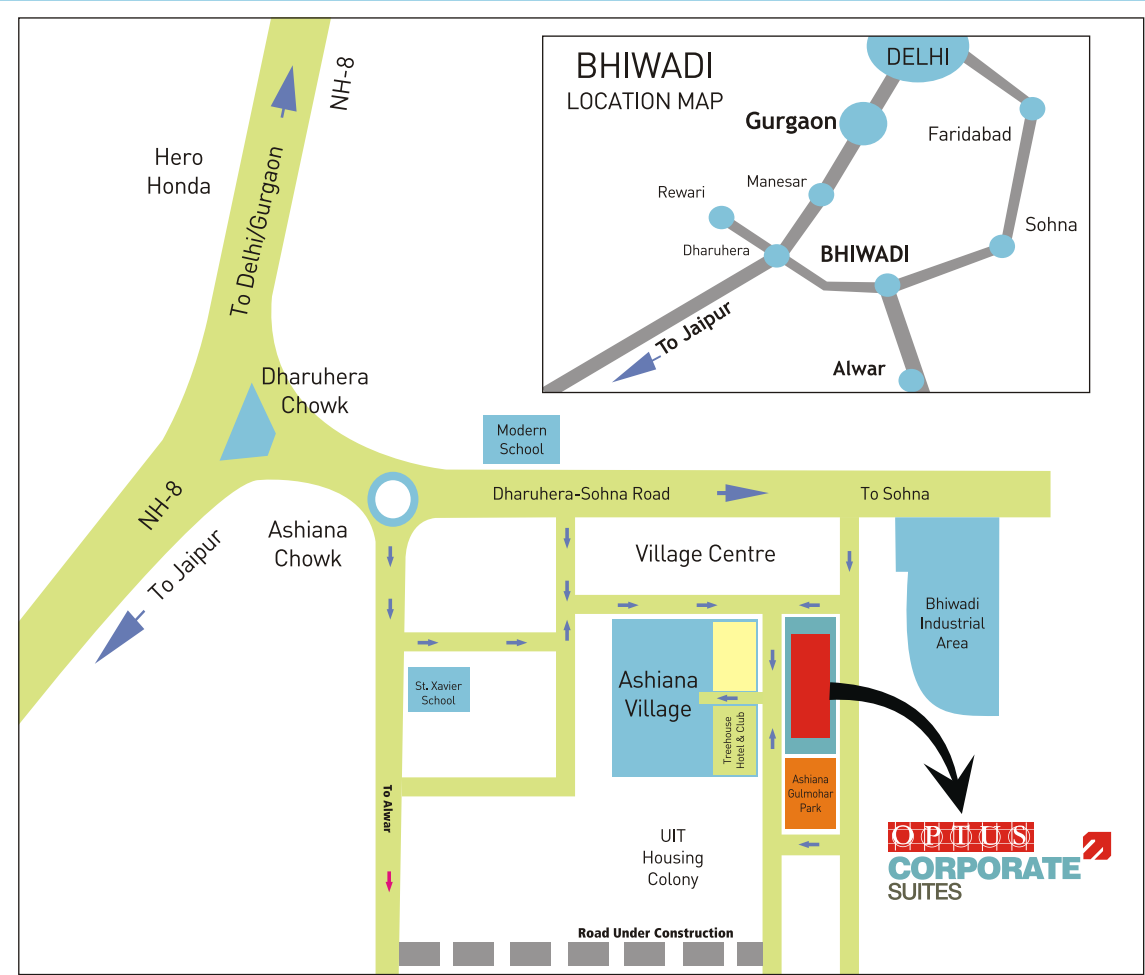 BHIWADI
LOCATION MAP
DELHI
Gurgaon
Faridabad
Manesar
Rewari
Sohna
Dharuhera
BHIWADI
To Jaipur
Alwar
NH-8
Hero
Honda
To Delhi/Gurgaon
Dharuhera
Chowk
Modern
School
NH-8
Dharuhera-Sohna Road
To Sohna
Ashiana
Chowk
To Jaipur
Village Centre
Bhiwadi
Industrial
Area
St. Xavier
School
Ashiana
Village
Treehouse
Hotel & Club
Ashiana
Gulmohar
Park
To Alwar
UIT
Housing
Colony
OPTUS
CORPORATE
SUITES
Road Under Construction